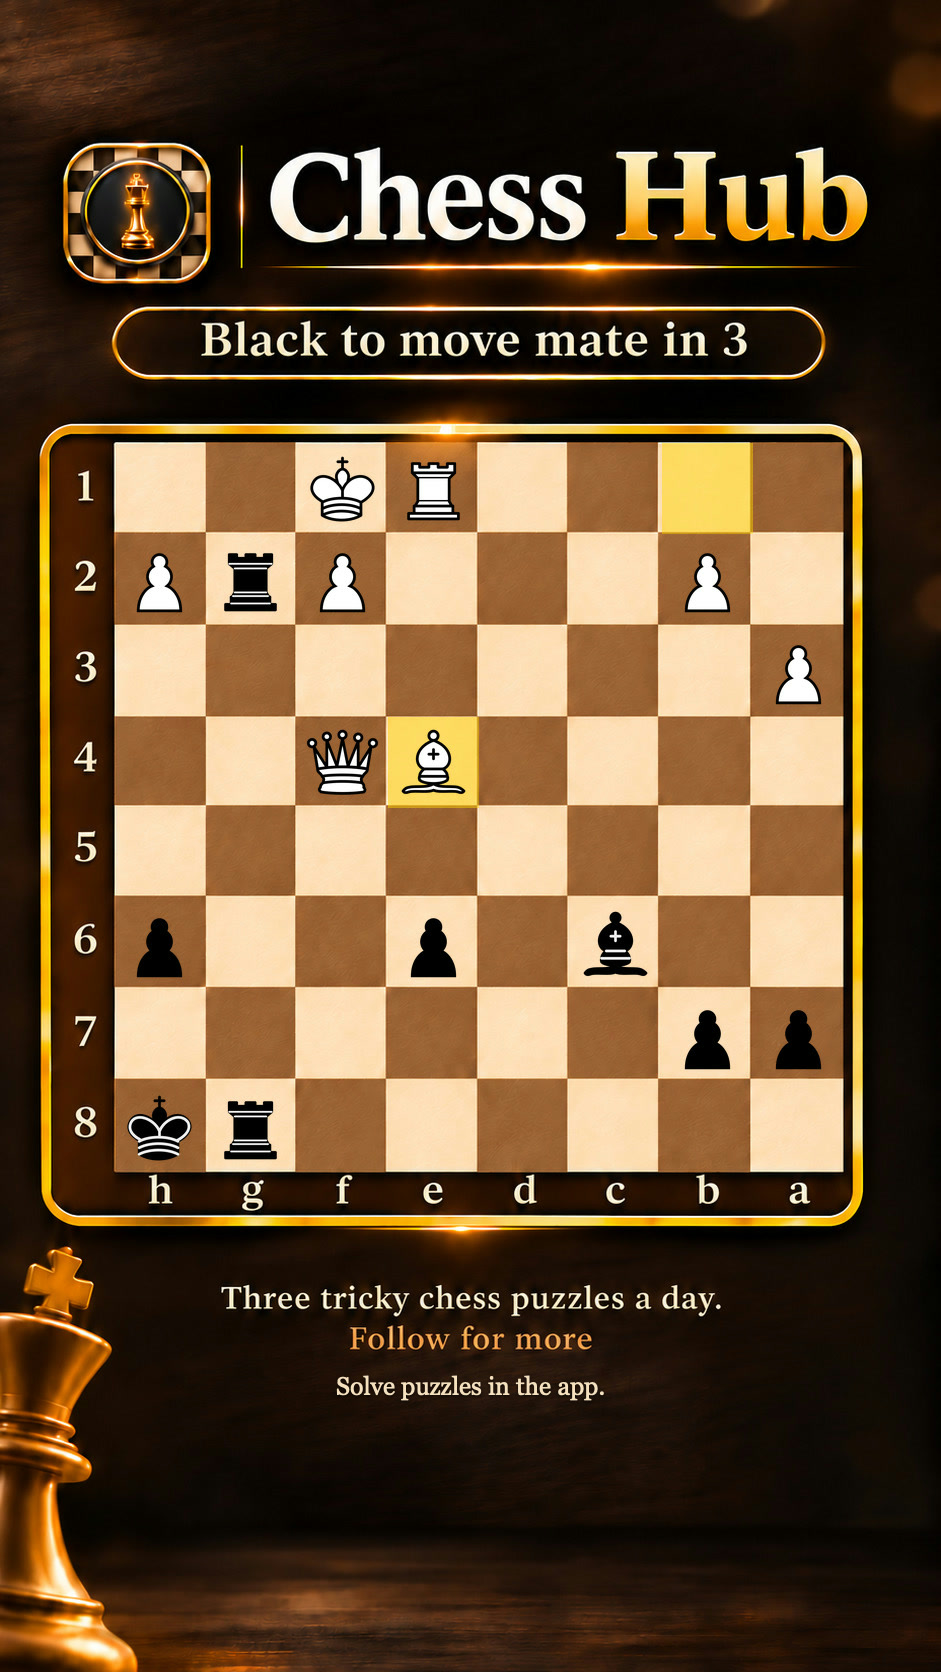 Chess Hub
Black to move mate in 3
1
2
3
4
5
6
7
8
h g f e d c b a
Three tricky chess puzzles a day.
Follow for more
Solve puzzles in the app.